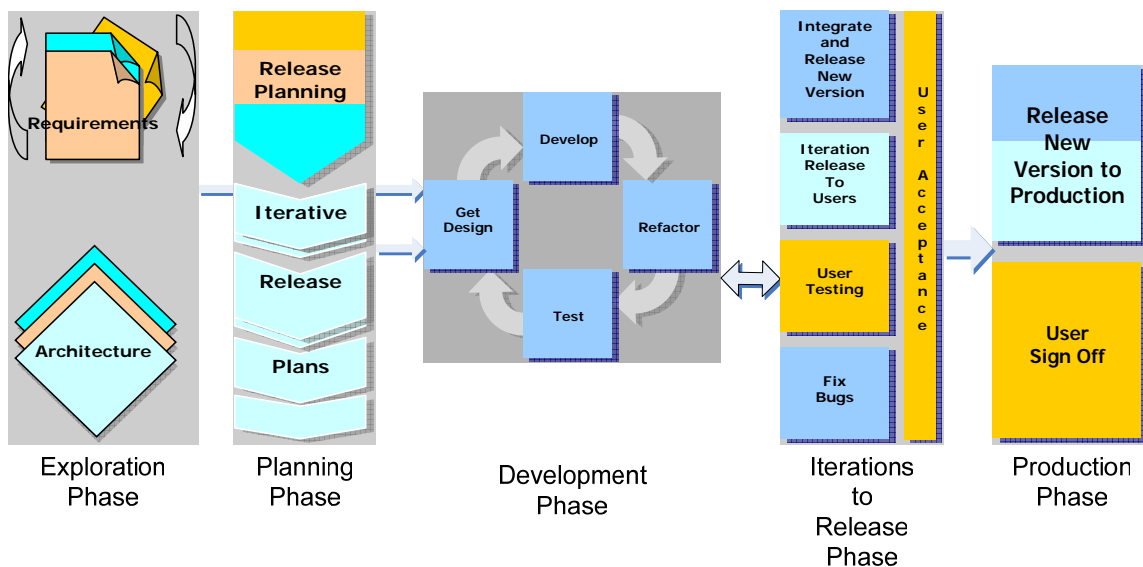 Requirements
Architecture
Exploration
Phase
Release
Planning
Iterative
Release
Plans
Planning
Phase
Develop
Get
Design
Refactor
Test
Development
Phase
Integrate
and
Release
New
Version
Iteration
Release
To
Users
User
Testing
Fix
Bugs
User Acceptance
Iterations
to
Release
Phase
Release
New
Version to
Production
User
Sign Off
Production
Phase